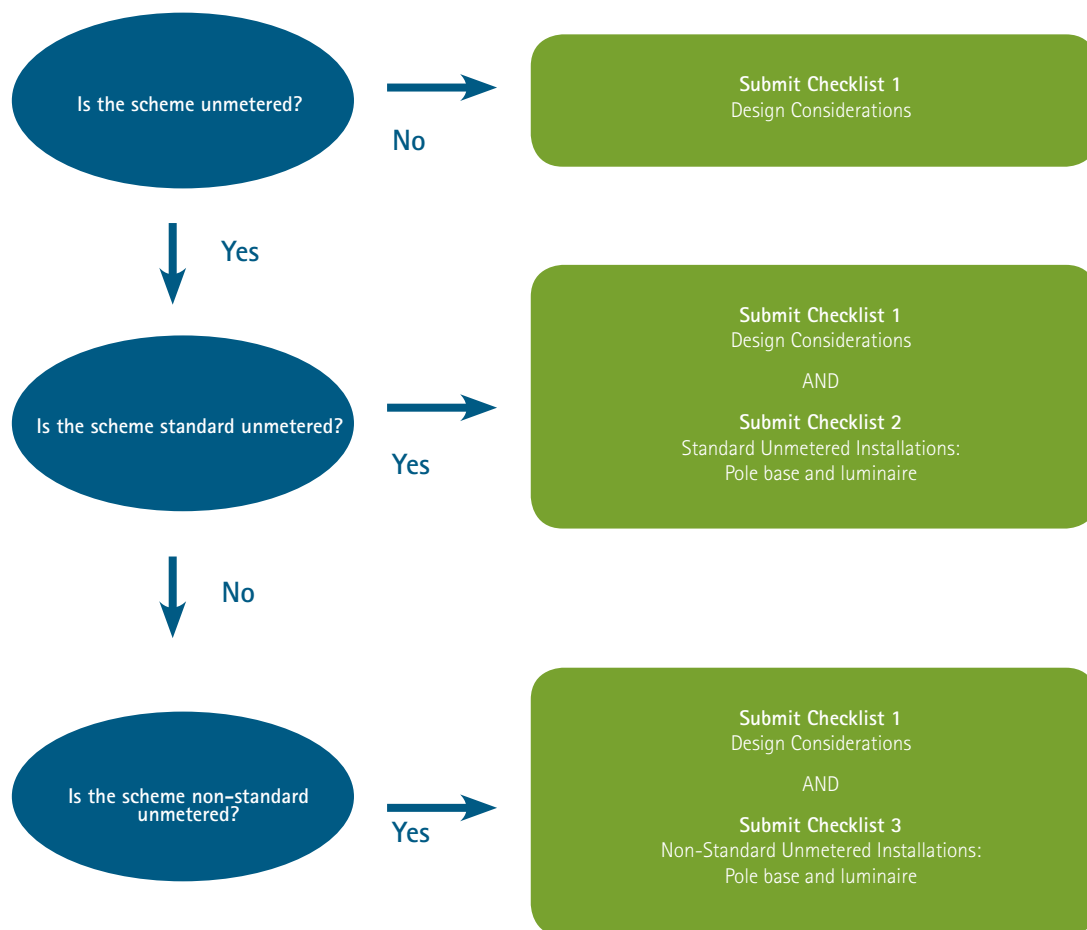 Is the scheme unmetered?
No
Submit Checklist 1
Design Considerations
Yes
Is the scheme standard unmetered?
Yes
Submit Checklist 1
Design Considerations
AND
Submit Checklist 2
Standard Unmetered Installations:
Pole base and luminaire
No
Is the scheme non-standard
unmetered?
Yes
Submit Checklist 1
Design Considerations
AND
Submit Checklist 3
Non-Standard Unmetered Installations:
Pole base and luminaire